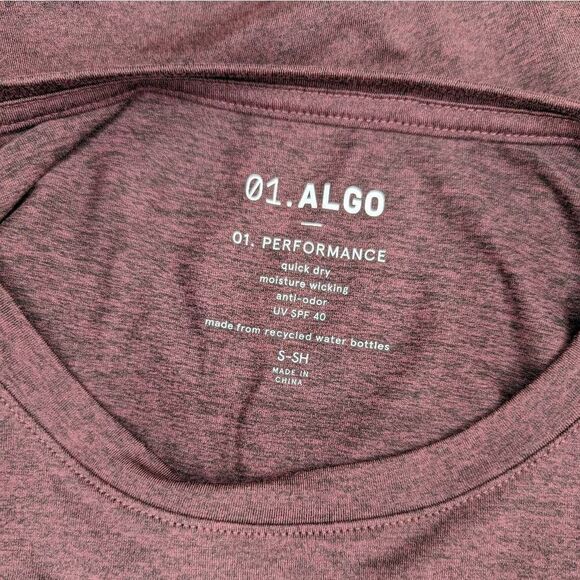 01.ALGO
01. PERFORMANCE
quick dry
moisture wicking
anti-odor
UV SPF 40
made from recycled water bottles
S-SH
MADE IN
CHINA